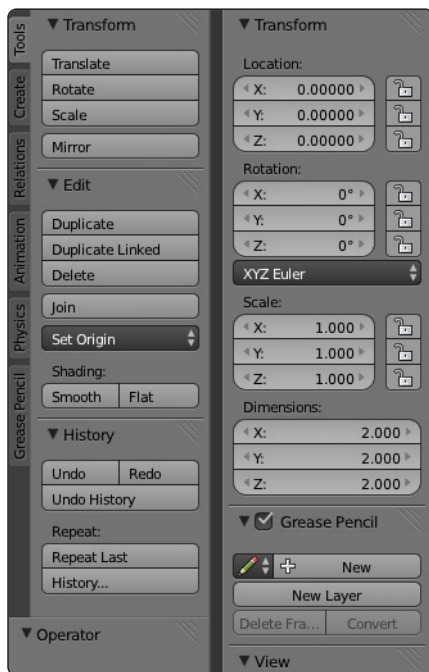 Tools
Create
Relations
Animation
Physics
Grease Pencil
Transform
Translate
Rotate
Scale
Mirror
Edit
Duplicate
Duplicate Linked
Delete
Join
Set Origin
Shading:
Smooth Flat
History
Undo Redo
Undo History
Repeat:
Repeat Last
History...
Operator
Transform
Location:
X: 0.00000
Y: 0.00000
Z: 0.00000
Rotation:
X: 0°
Y: 0°
Z: 0°
XYZ Euler
Scale:
X: 1.000
Y: 1.000
Z: 1.000
Dimensions:
X: 2.000
Y: 2.000
Z: 2.000
Grease Pencil
New
New Layer
Delete Fra... Convert
View